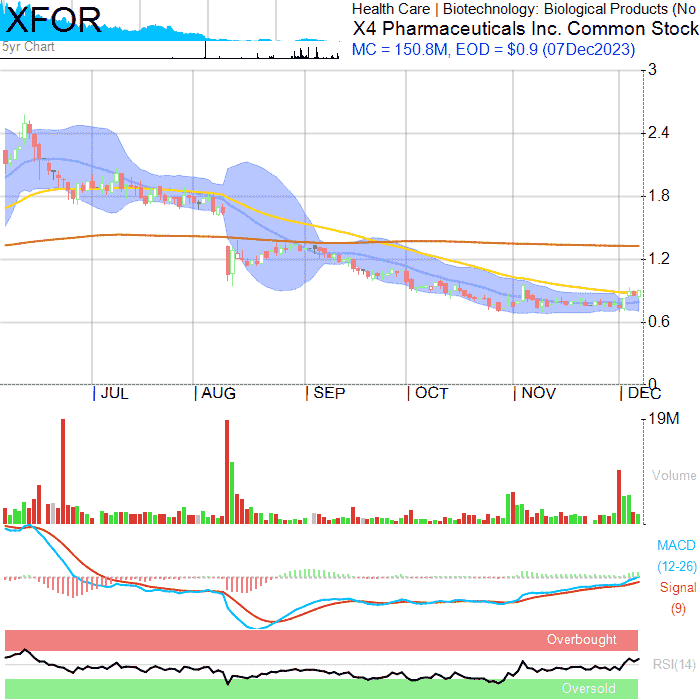 XFOR
5yr Chart
Health Care | Biotechnology: Biological Products (No
X4 Pharmaceuticals Inc. Common Stock
MC = 150.8M, EOD = $0.9 (07Dec2023)
3
2.4
1.8
1.2
0.6
0
JUL AUG SEP OCT NOV DEC
19M
Volume
MACD
(12-26)
Signal
(9)
Overbought
RSI(14)
Oversold